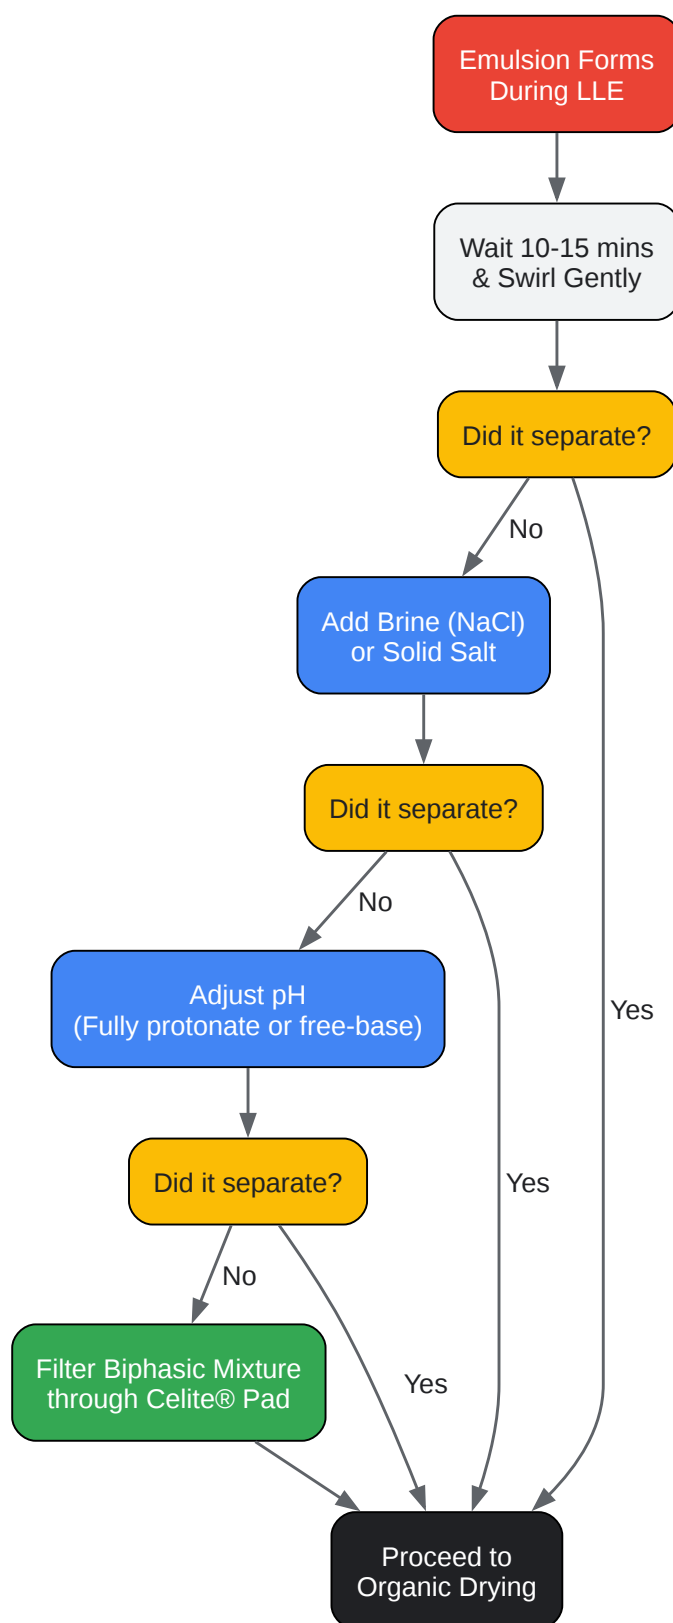 Emulsion Forms
During LLE
Wait 10-15 mins
& Swirl Gently
Did it separate?
No
Add Brine (NaCl)
or Solid Salt
Did it separate?
No
Adjust pH
(Fully protonate or free-base)
Yes
Did it separate?
Yes
No
Filter Biphasic Mixture
through Celite® Pad
Yes
Proceed to
Organic Drying